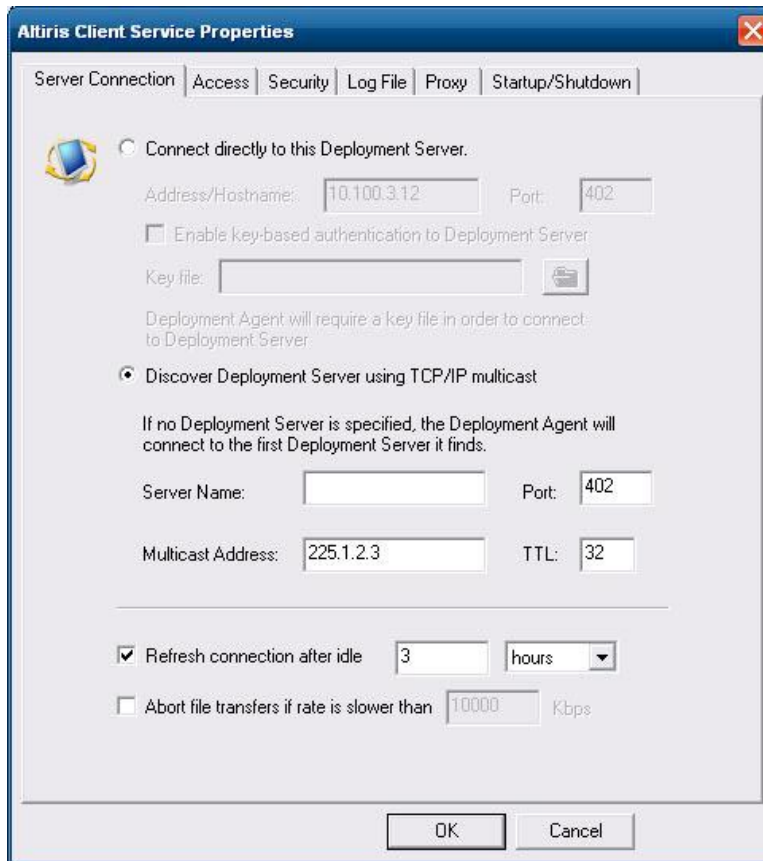 Altiris Client Service Properties
Server Connection Access Security Log File Proxy Startup/Shutdown
Connect directly to this Deployment Server.
Address/Hostname: 10.100.3.12 Port: 402
Enable key-based authentication to Deployment Server
Key file:
Deployment Agent will require a key file in order to connect
to Deployment Server
Discover Deployment Server using TCP/IP multicast
If no Deployment Server is specified, the Deployment Agent will
connect to the first Deployment Server it finds.
Server Name: Port: 402
Multicast Address: 225.1.2.3 TTL: 32
Refresh connection after idle 3 hours
Abort file transfers if rate is slower than 10000 Kbps
OK Cancel